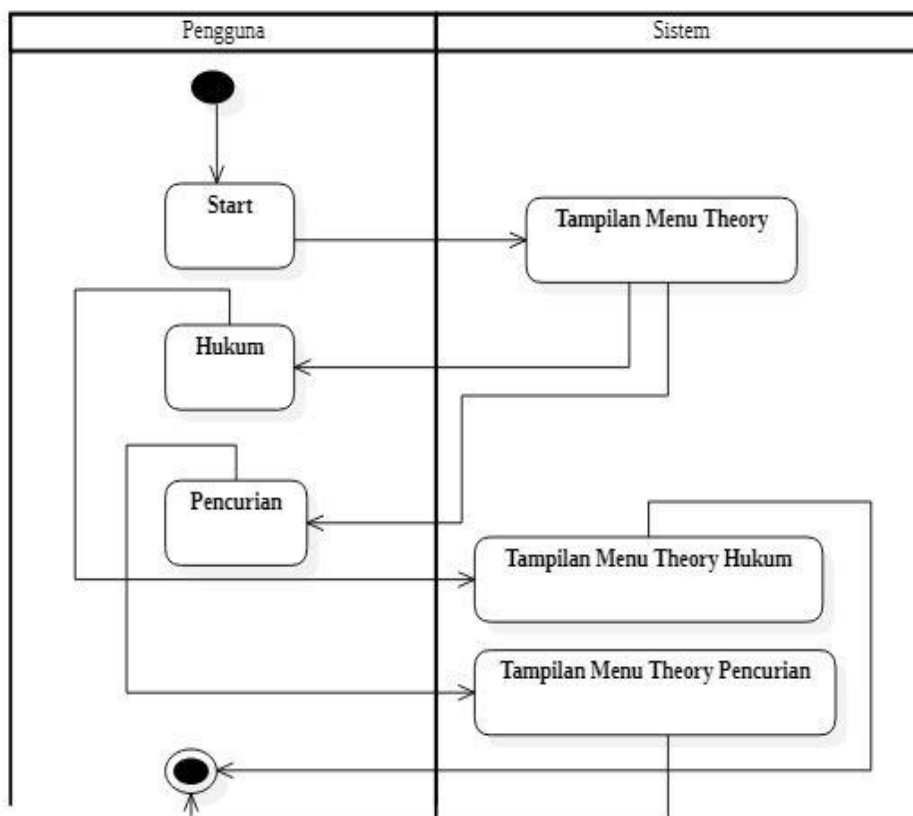 Pengguna
Sistem
Start
Tampilan Menu Theory
Hukum
Pencurian
Tampilan Menu Theory Hukum
Tampilan Menu Theory Pencurian